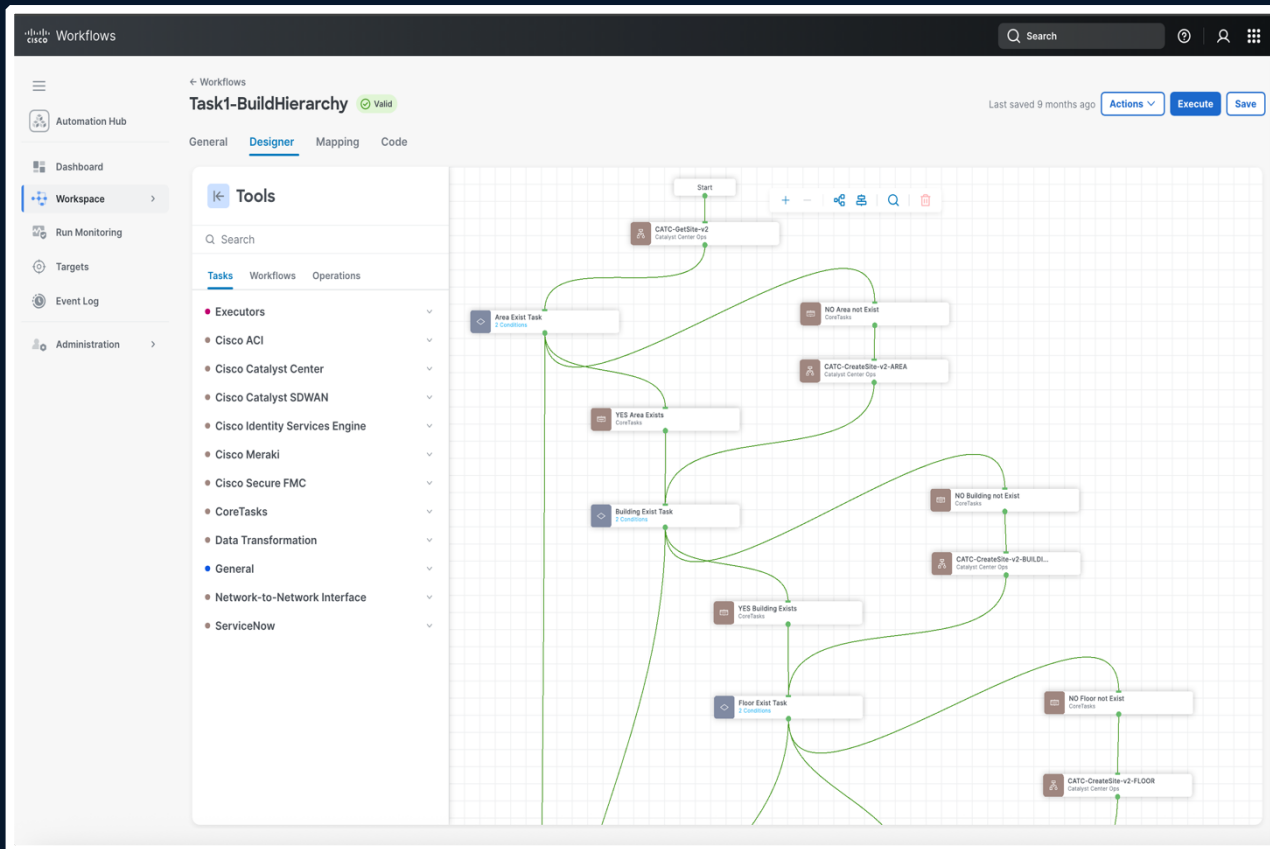 cisco Workflows
Search
← Workflows
Task1-BuildHierarchy Valid
Last saved 9 months ago Actions Execute Save
General Designer Mapping Code
Automation Hub
Dashboard
Workspace
Run Monitoring
Targets
Event Log
Administration
Tools
Search
Tasks Workflows Operations
Executors
Cisco ACI
Cisco Catalyst Center
Cisco Catalyst SDWAN
Cisco Identity Services Engine
Cisco Meraki
Cisco Secure FMC
CoreTasks
Data Transformation
General
Network-to-Network Interface
ServiceNow
Start
CATC-GetSite-v2
Catalyst Center Ops
Area Exist Task
2 Conditions
NO Area not Exist
CoreTasks
CATC-CreateSite-v2-AREA
Catalyst Center Ops
YES Area Exists
CoreTasks
Building Exist Task
2 Conditions
NO Building not Exist
CoreTasks
CATC-CreateSite-v2-BUILDI...
Catalyst Center Ops
YES Building Exists
CoreTasks
Floor Exist Task
2 Conditions
NO Floor not Exist
CoreTasks
CATC-CreateSite-v2-FLOOR
Catalyst Center Ops